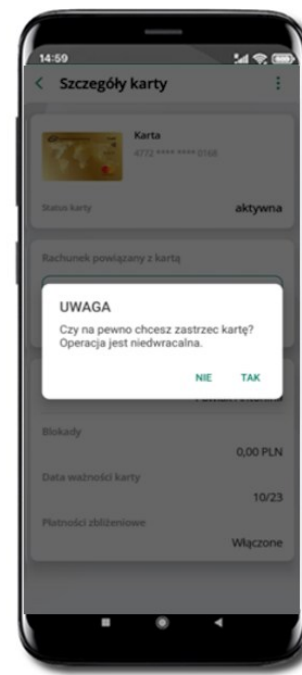 14:59
Szczegóły karty
Karta
4772 **** **** 0168
Status karty
aktywna
Rachunek powiązany z kartą
UWAGA
Czy na pewno chcesz zastrzec kartę?
Operacja jest niedwracalna.
NIE TAK
Blokady
0,00 PLN
Data ważności karty
10/23
Płatności zbliżeniowe
Włączone